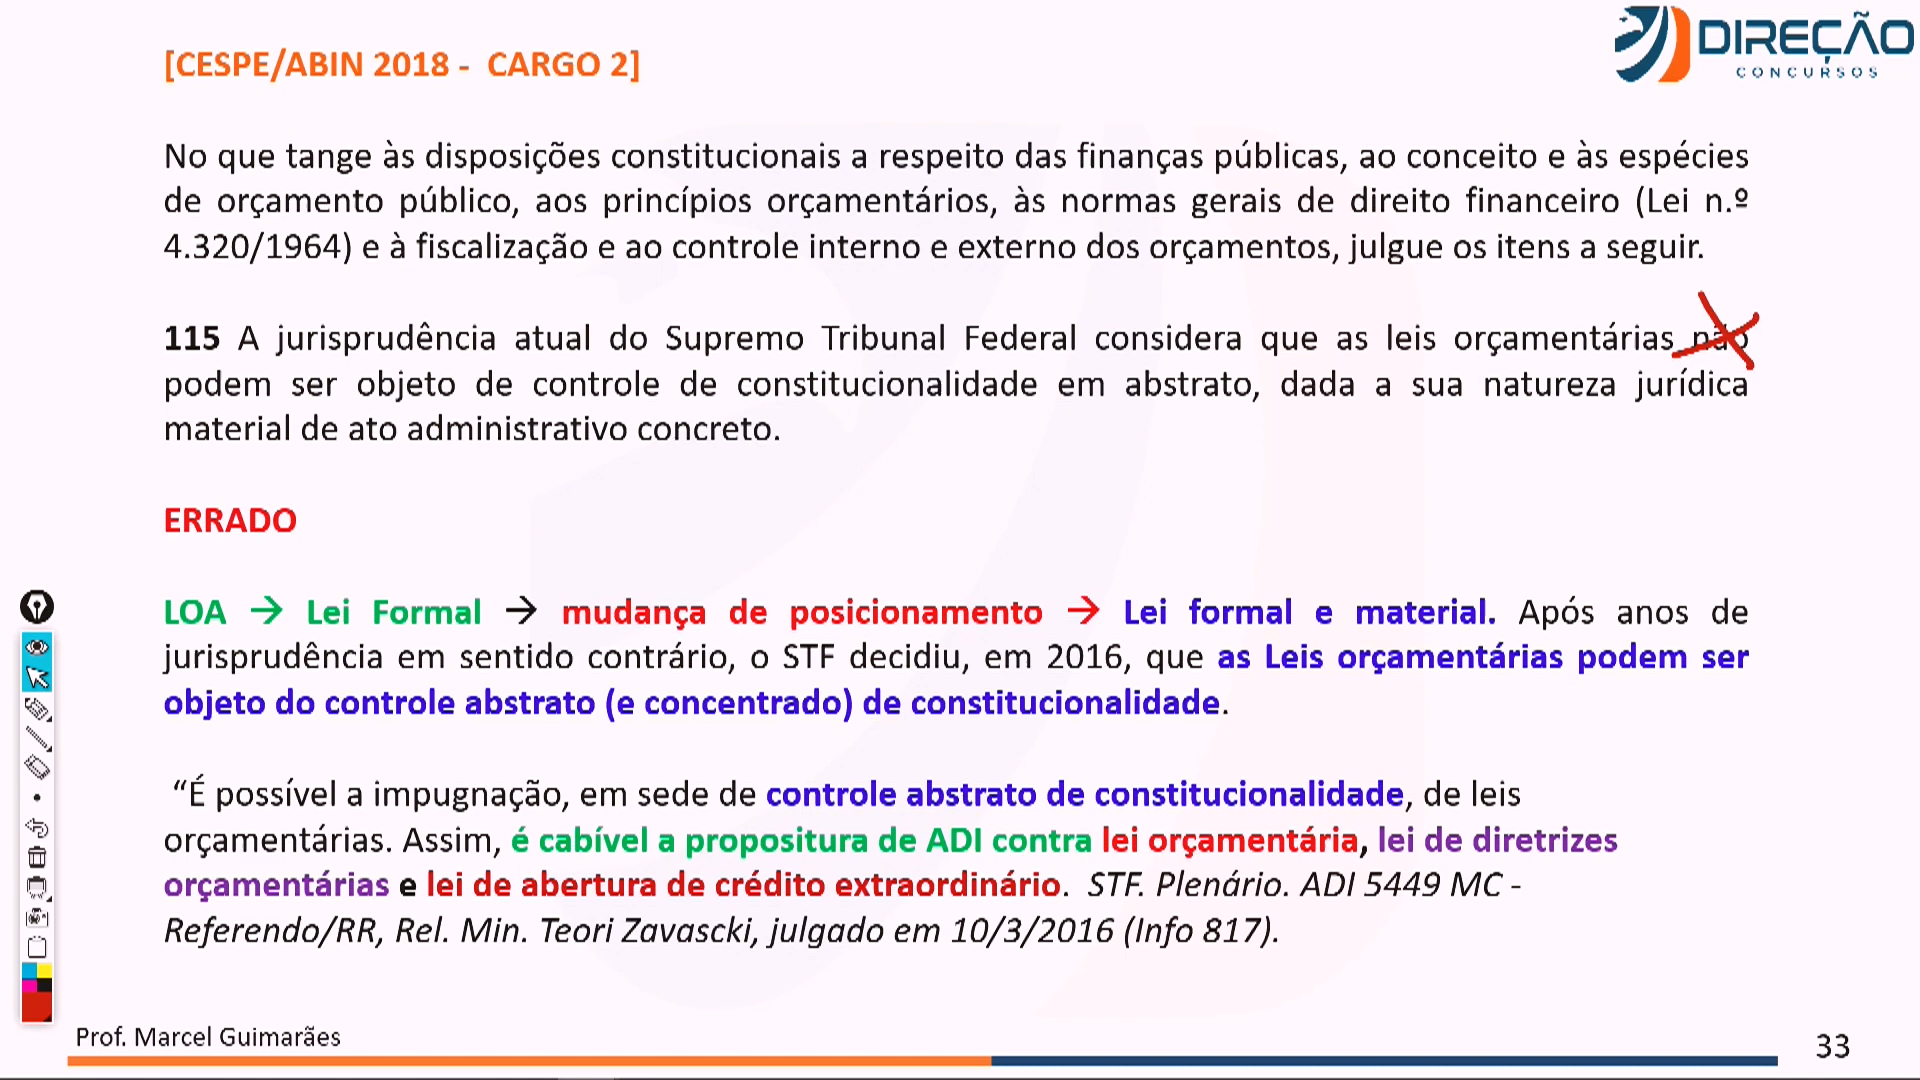 DIREÇÃO
CONCURSOS
[CESPE/ABIN 2018 - CARGO 2]
No que tange às disposições constitucionais a respeito das finanças públicas, ao conceito e às espécies
de orçamento público, aos princípios orçamentários, às normas gerais de direito financeiro (Lei n.º
4.320/1964) e à fiscalização e ao controle interno e externo dos orçamentos, julgue os itens a seguir.
115 A jurisprudência atual do Supremo Tribunal Federal considera que as leis orçamentárias não
podem ser objeto de controle de constitucionalidade em abstrato, dada a sua natureza jurídica
material de ato administrativo concreto.
ERRADO
LOA → Lei Formal → mudança de posicionamento → Lei formal e material. Após anos de
jurisprudência em sentido contrário, o STF decidiu, em 2016, que as Leis orçamentárias podem ser
objeto do controle abstrato (e concentrado) de constitucionalidade.
“É possível a impugnação, em sede de controle abstrato de constitucionalidade, de leis
orçamentárias. Assim, é cabível a propositura de ADI contra lei orçamentária, lei de diretrizes
orçamentárias e lei de abertura de crédito extraordinário. STF. Plenário. ADI 5449 MC -
Referendo/RR, Rel. Min. Teori Zavascki, julgado em 10/3/2016 (Info 817).
Prof. Marcel Guimarães
33